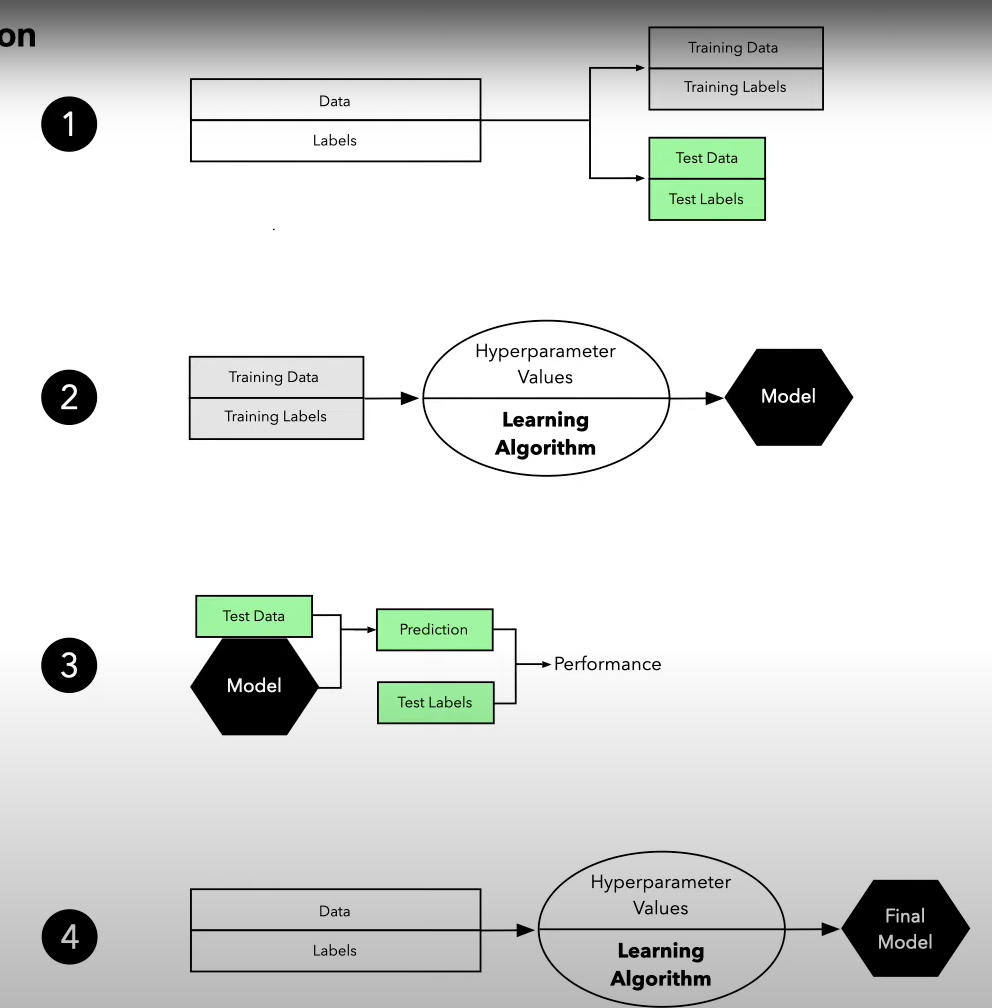 on
1
Data
Labels
Training Data
Training Labels
Test Data
Test Labels
2
Training Data
Training Labels
Hyperparameter
Values
Learning
Algorithm
Model
3
Test Data
Model
Prediction
Test Labels
Performance
4
Data
Labels
Hyperparameter
Values
Learning
Algorithm
Final
Model